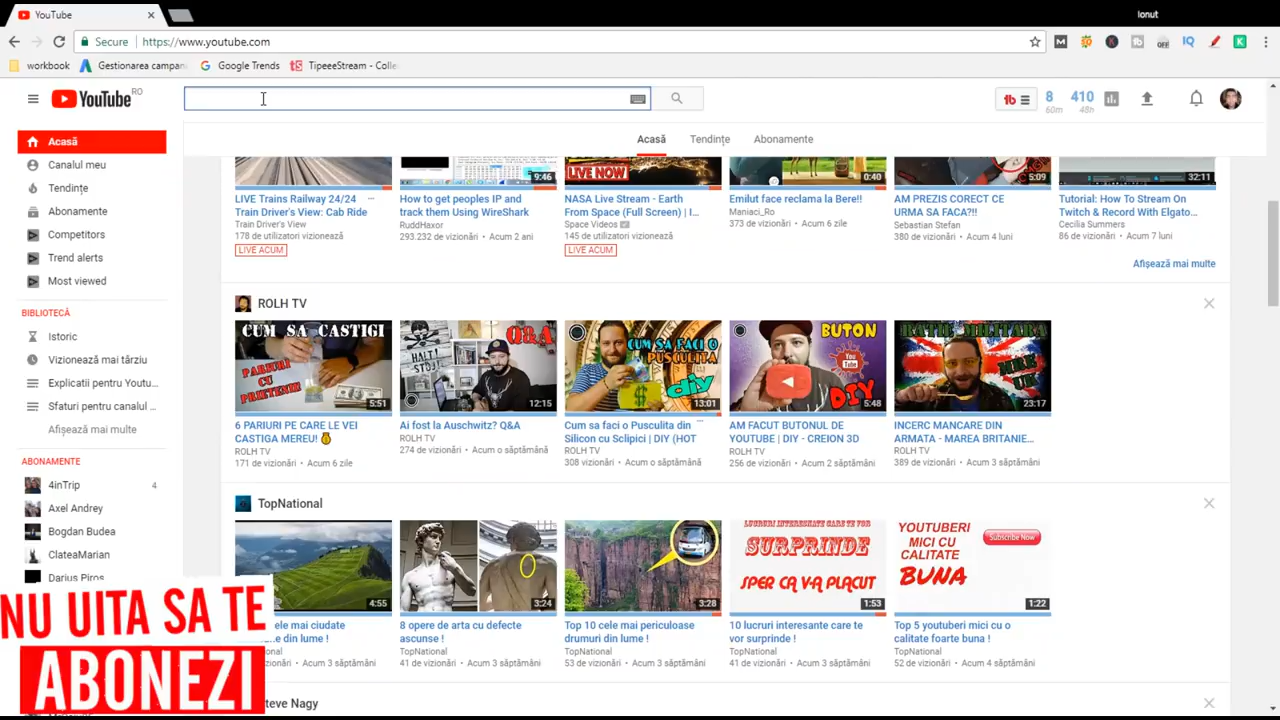 YouTube
Ionut
Secure
https://www.youtube.com
workbook
Gestionarea campan
Google Trends
TipeeeStream - Colle
YouTube RO
8 60m
410 48h
Acasă
Tendințe
Abonamente
Acasă
Canalul meu
Tendințe
Abonamente
Competitors
Trend alerts
Most viewed
BIBLIOTECĂ
Istoric
Vizionează mai târziu
Explicatii pentru Youtu...
Sfaturi pentru canalul ...
Afișează mai multe
ABONAMENTE
4inTrip 4
Axel Andrey
Bogdan Budea
ClateaMarian
Darius Piros
9:46
LIVE NOW
0:40
5:09
32:11
LIVE Trains Railway 24/24
Train Driver's View: Cab Ride
Train Driver's View
178 de utilizatori vizionează
LIVE ACUM
How to get peoples IP and
track them Using WireShark
RuddHaxor
293.232 de vizionări • Acum 2 ani
NASA Live Stream - Earth
From Space (Full Screen) | I...
Space Videos
145 de utilizatori vizionează
LIVE ACUM
Emilut face reclama la Bere!!
Maniaci_Ro
373 de vizionări • Acum 6 zile
AM PREZIS CORECT CE
URMA SA FACA?!!
Sebastian Stefan
380 de vizionări • Acum 4 luni
Tutorial: How To Stream On
Twitch & Record With Elgato...
Cecilia Summers
86 de vizionări • Acum 7 luni
Afișează mai multe
ROLH TV
CUM SA CASTIGI
PARIURI
CU
PRIETENII
5:51
HALT!
STÓJ!
Q&A
12:15
CUM SA FACI O
PUSCULITA
diy
13:01
BUTON
You Tube
DIY
5:48
RATIE MILITARA
MRE
UK
23:17
6 PARIURI PE CARE LE VEI
CASTIGA MEREU!
ROLH TV
171 de vizionări • Acum 6 zile
Ai fost la Auschwitz? Q&A
ROLH TV
274 de vizionări • Acum o săptămână
Cum sa faci o Pusculita din
Silicon cu Sclipici | DIY (HOT
ROLH TV
308 vizionări • Acum o săptămână
AM FACUT BUTONUL DE
YOUTUBE | DIY - CREION 3D
ROLH TV
256 de vizionări • Acum 2 săptămâni
INCERC MANCARE DIN
ARMATA - MAREA BRITANIE...
ROLH TV
389 de vizionări • Acum 3 săptămâni
TopNational
4:55
3:24
3:28
LUCRURI INTERESANTE CARE TE VOR
SURPRINDE
SPER CA VA PLACUT
1:53
YOUTUBERI
MICI CU
CALITATE
BUNA
Subscribe Now
1:22
cele mai ciudate
ne din lume !
Acum 3 săptămâni
8 opere de arta cu defecte
ascunse !
TopNational
41 de vizionări • Acum 3 săptămâni
Top 10 cele mai periculoase
drumuri din lume !
TopNational
53 de vizionări • Acum 3 săptămâni
10 lucruri interesante care te
vor surprinde !
TopNational
41 de vizionări • Acum 3 săptămâni
Top 5 youtuberi mici cu o
calitate foarte buna !
TopNational
52 de vizionări • Acum 4 săptămâni
teve Nagy
NU UITA SA TE
ABONEZI